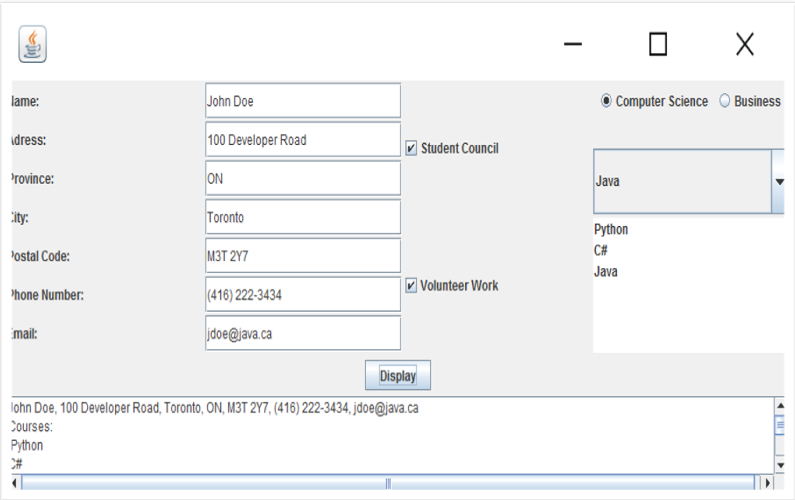 Name: John Doe Computer Science Business
Adress: 100 Developer Road Student Council
Province: ON Java
City: Toronto Python
C#
Postal Code: M3T 2Y7 Java
Phone Number: (416) 222-3434 Volunteer Work
Email: jdoe@java.ca
Display
John Doe, 100 Developer Road, Toronto, ON, M3T 2Y7, (416) 222-3434, jdoe@java.ca
Courses:
Python
C#